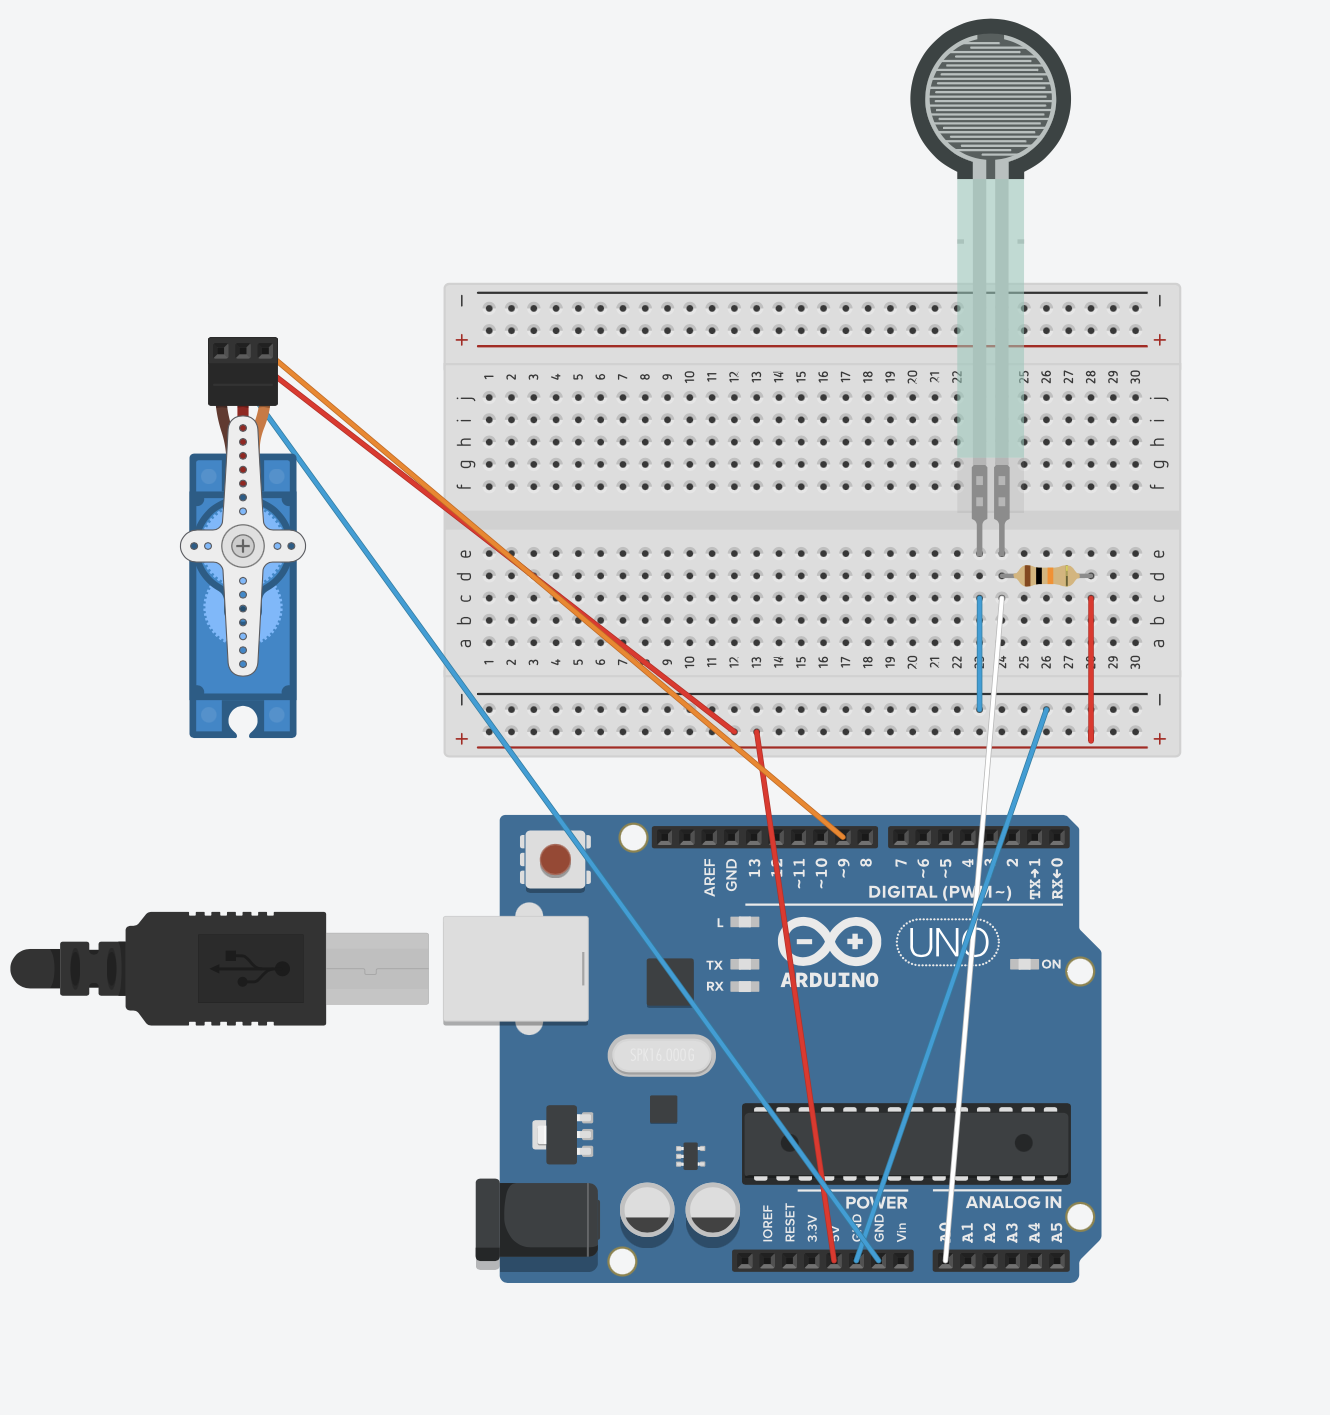 − −
+ +
1 2 3 4 5 6 7 8 9 10 11 12 13 14 15 16 17 18 19 20 21 22 25 26 27 28 29 30
j j
i i
h h
g g
f f
e e
d d
c c
b b
a a
1 2 3 4 5 6 7 8 9 10 11 12 13 14 15 16 17 18 19 20 21 22 23 24 25 26 27 28 29 30
− −
+ +
AREF GND 13 12 ~11 ~10 ~9 8 7 ~6 ~5 4 ~3 2 TX→1 RX←0
DIGITAL (PWM~)
L
UNO
TX
ON
RX
ARDUINO
SPK16.000G
POWER ANALOG IN
IOREF RESET 3.3V 5V GND GND Vin A0 A1 A2 A3 A4 A5